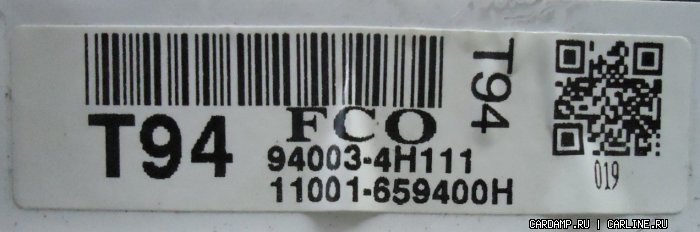 T94
FCO
T94
94003-4H111
11001-659400H
019
CARDAMP.RU | CARLINE.RU